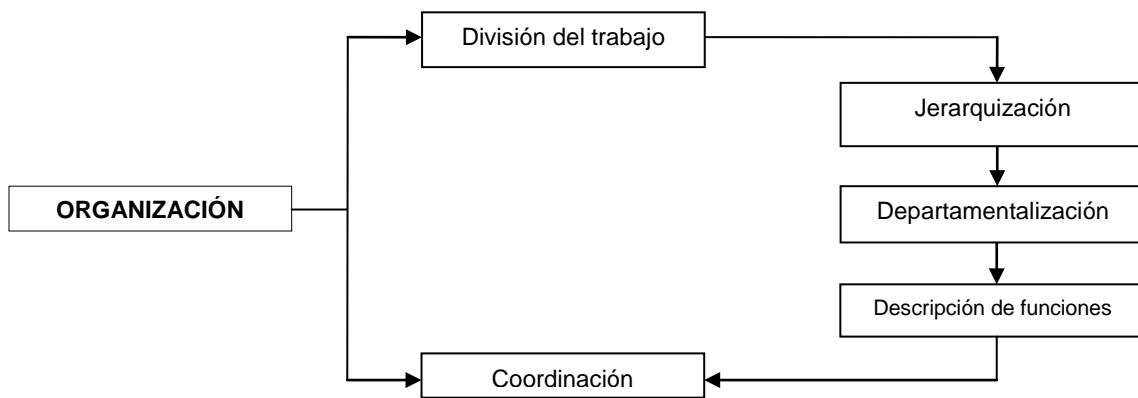 División del trabajo
Jerarquización
ORGANIZACIÓN
Departamentalización
Descripción de funciones
Coordinación